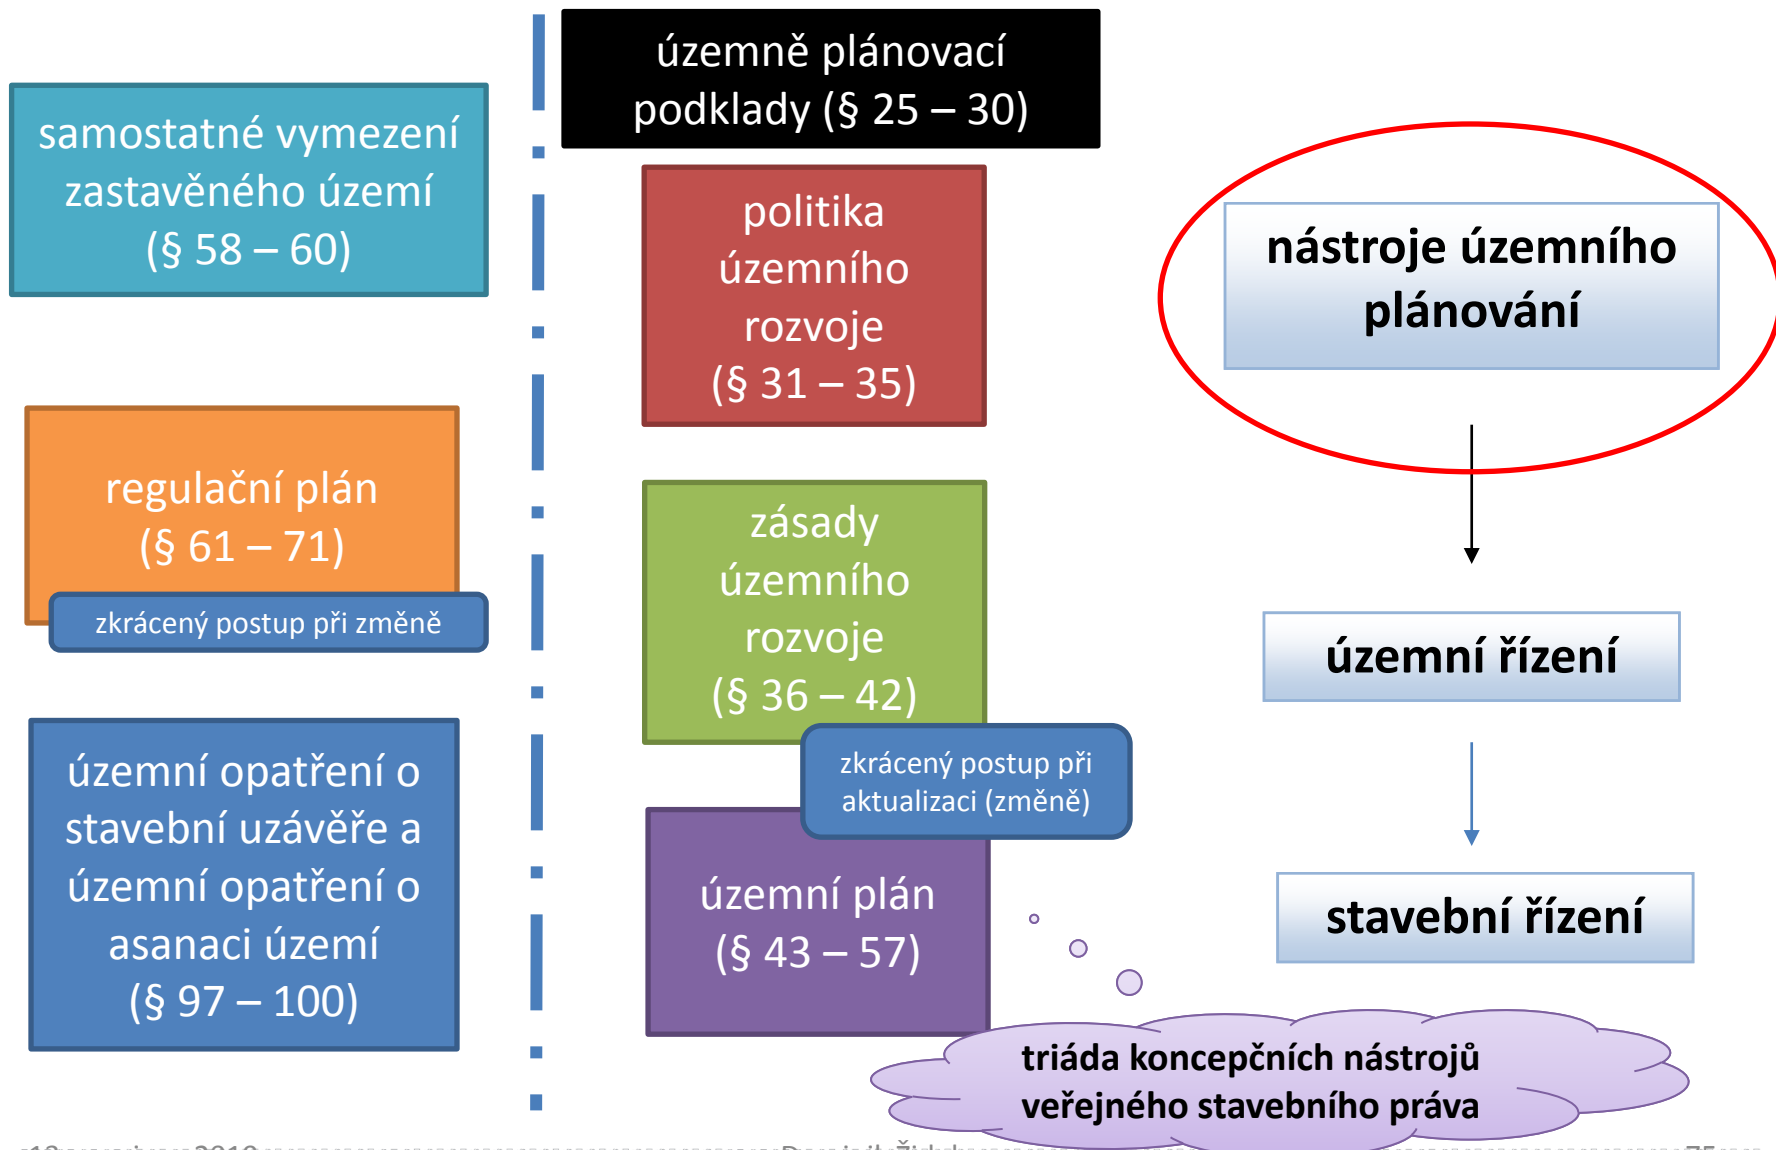 územně plánovací
podklady (§ 25 – 30)
samostatné vymezení
zastavěného území
(§ 58 – 60)
politika
územního
rozvoje
(§ 31 – 35)
nástroje územního
plánování
regulační plán
(§ 61 – 71)
zkrácený postup při změně
zásady
územního
rozvoje
(§ 36 – 42)
zkrácený postup při
aktualizaci (změně)
územní řízení
územní opatření o
stavební uzávěře a
územní opatření o
asanaci území
(§ 97 – 100)
územní plán
(§ 43 – 57)
stavební řízení
triáda koncepčních nástrojů
veřejného stavebního práva